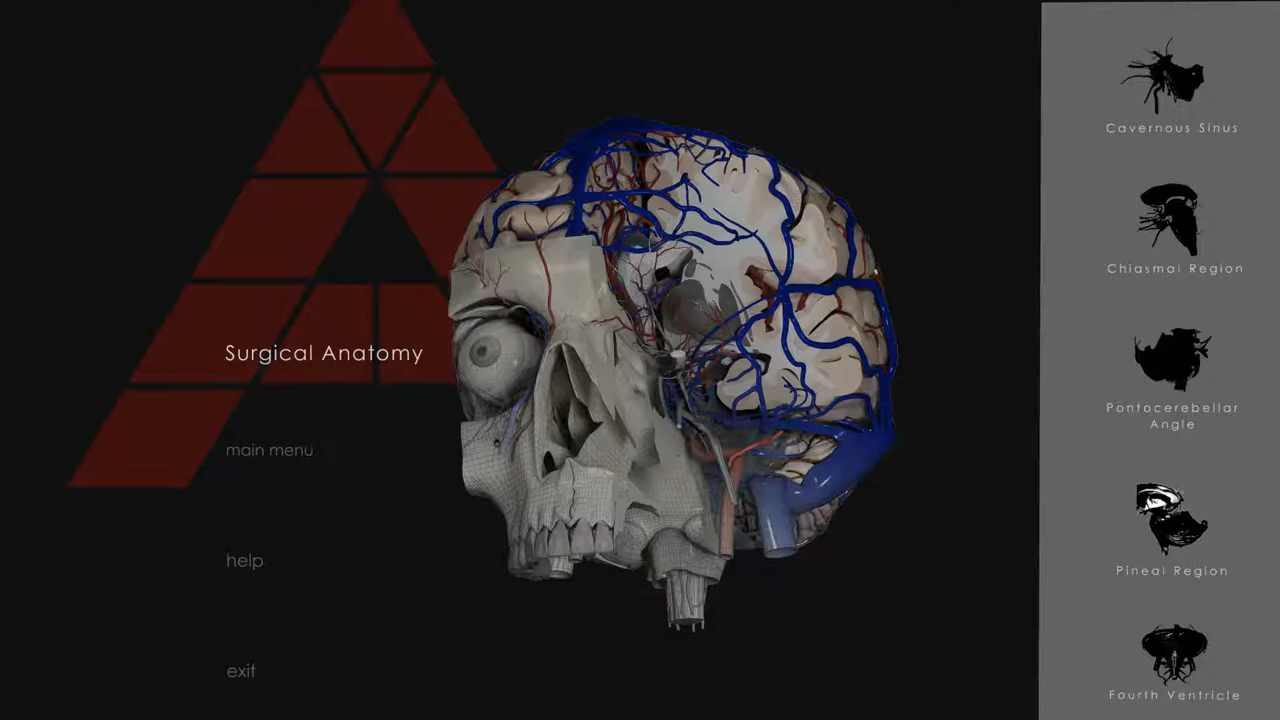 Surgical Anatomy
main menu
help
exit
Cavernous Sinus
Chiasmal Region
Pontocerebellar
Angle
Pineal Region
Fourth Ventricle